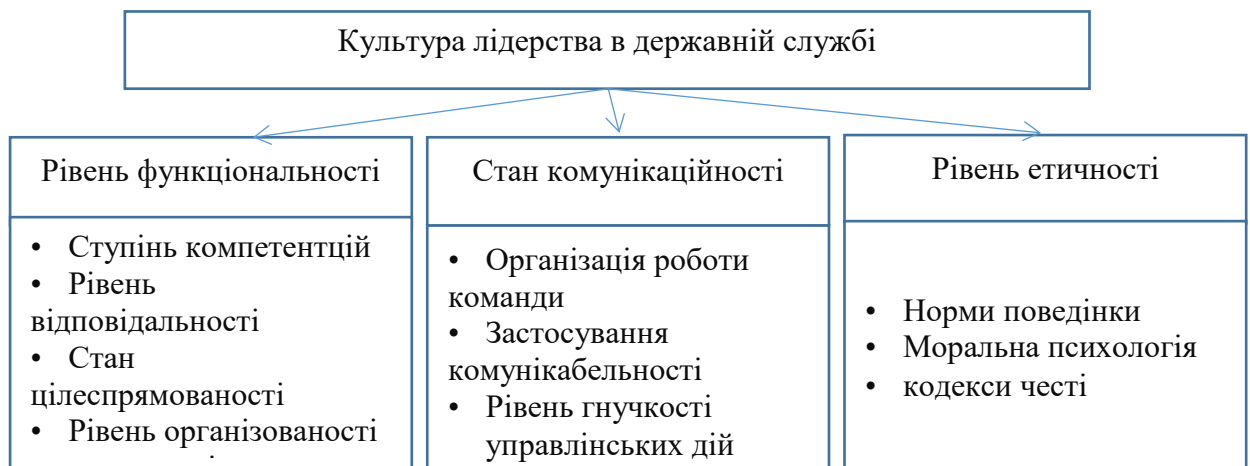 Культура лідерства в державній службі
Рівень функціональності
• Ступінь компетентцій
• Рівень
відповідальності
• Стан
цілеспрямованості
• Рівень організованості
Стан комунікаційності
• Організація роботи
команди
• Застосування
комунікабельності
• Рівень гнучкості
управлінських дій
Рівень етичності
• Норми поведінки
• Моральна психологія
• кодекси честі